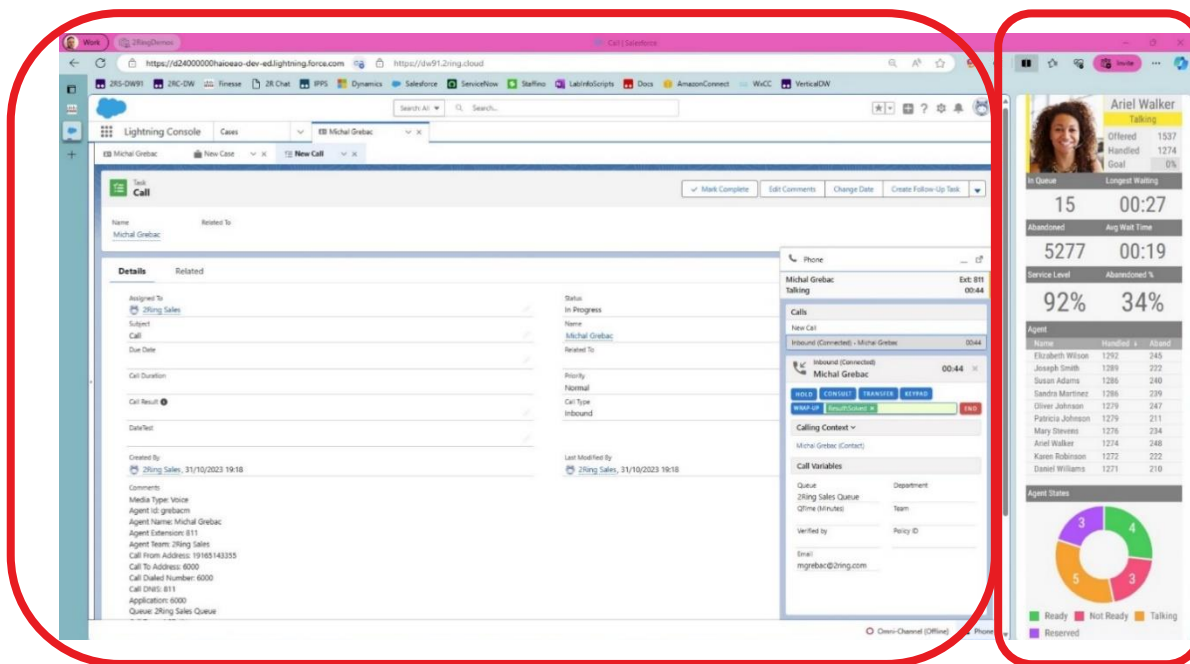 Work
2RingDemos
Call | Salesforce
https://d24000000haioeao-dev-ed.lightning.force.com
https://dw91.2ring.cloud
Invite
2RS-DW91
2RC-DW
Finesse
2R Chat
IPPS
Dynamics
Salesforce
ServiceNow
Staffino
LabInfoScripts
Docs
AmazonConnect
WxCC
VerticalDW
Search: All
Search...
Lightning Console
Cases
Michal Grebac
Michal Grebac
New Case
New Call
Task
Call
Mark Complete
Edit Comments
Change Date
Create Follow-Up Task
Name
Related To
Michal Grebac
Details
Related
Assigned To
2Ring Sales
Subject
Call
Due Date
Call Duration
Call Result
DateTest
Created By
2Ring Sales, 31/10/2023 19:18
Comments
Media Type: Voice
Agent Id: grebacm
Agent Name: Michal Grebac
Agent Extension: 811
Agent Team: 2Ring Sales
Call From Address: 19165143355
Call To Address: 6000
Call Dialed Number: 6000
Call DNIS: 811
Application: 6000
Queue: 2Ring Sales Queue
Status
In Progress
Name
Michal Grebac
Related To
Priority
Normal
Call Type
Inbound
Last Modified By
2Ring Sales, 31/10/2023 19:18
Phone
Michal Grebac Ext: 811
Talking 00:44
Calls
New Call
Inbound (Connected) - Michal Grebac 00:44
Inbound (Connected)
Michal Grebac 00:44
HOLD CONSULT TRANSFER KEYPAD
WRAP-UP Result:Solved END
Calling Context
Michal Grebac (Contact)
Call Variables
Queue Department
2Ring Sales Queue
QTime (Minutes) Team
Verified by Policy ID
Email
mgrebac@2ring.com
Omni-Channel (Offline)
Phone
Ariel Walker
Talking
Offered 1537
Handled 1274
Goal 0%
In Queue Longest Waiting
15 00:27
Abandoned Avg Wait Time
5277 00:19
Service Level Abanndoned %
92% 34%
Agent
Name Handled Aband
Elizabeth Wilson 1292 245
Joseph Smith 1289 222
Susan Adams 1286 240
Sandra Martinez 1286 239
Oliver Johnson 1279 247
Patricia Johnson 1279 211
Mary Stevens 1276 234
Ariel Walker 1274 248
Karen Robinson 1272 222
Daniel Williams 1271 210
Agent States
3 4
5 3
Ready Not Ready Talking
Reserved